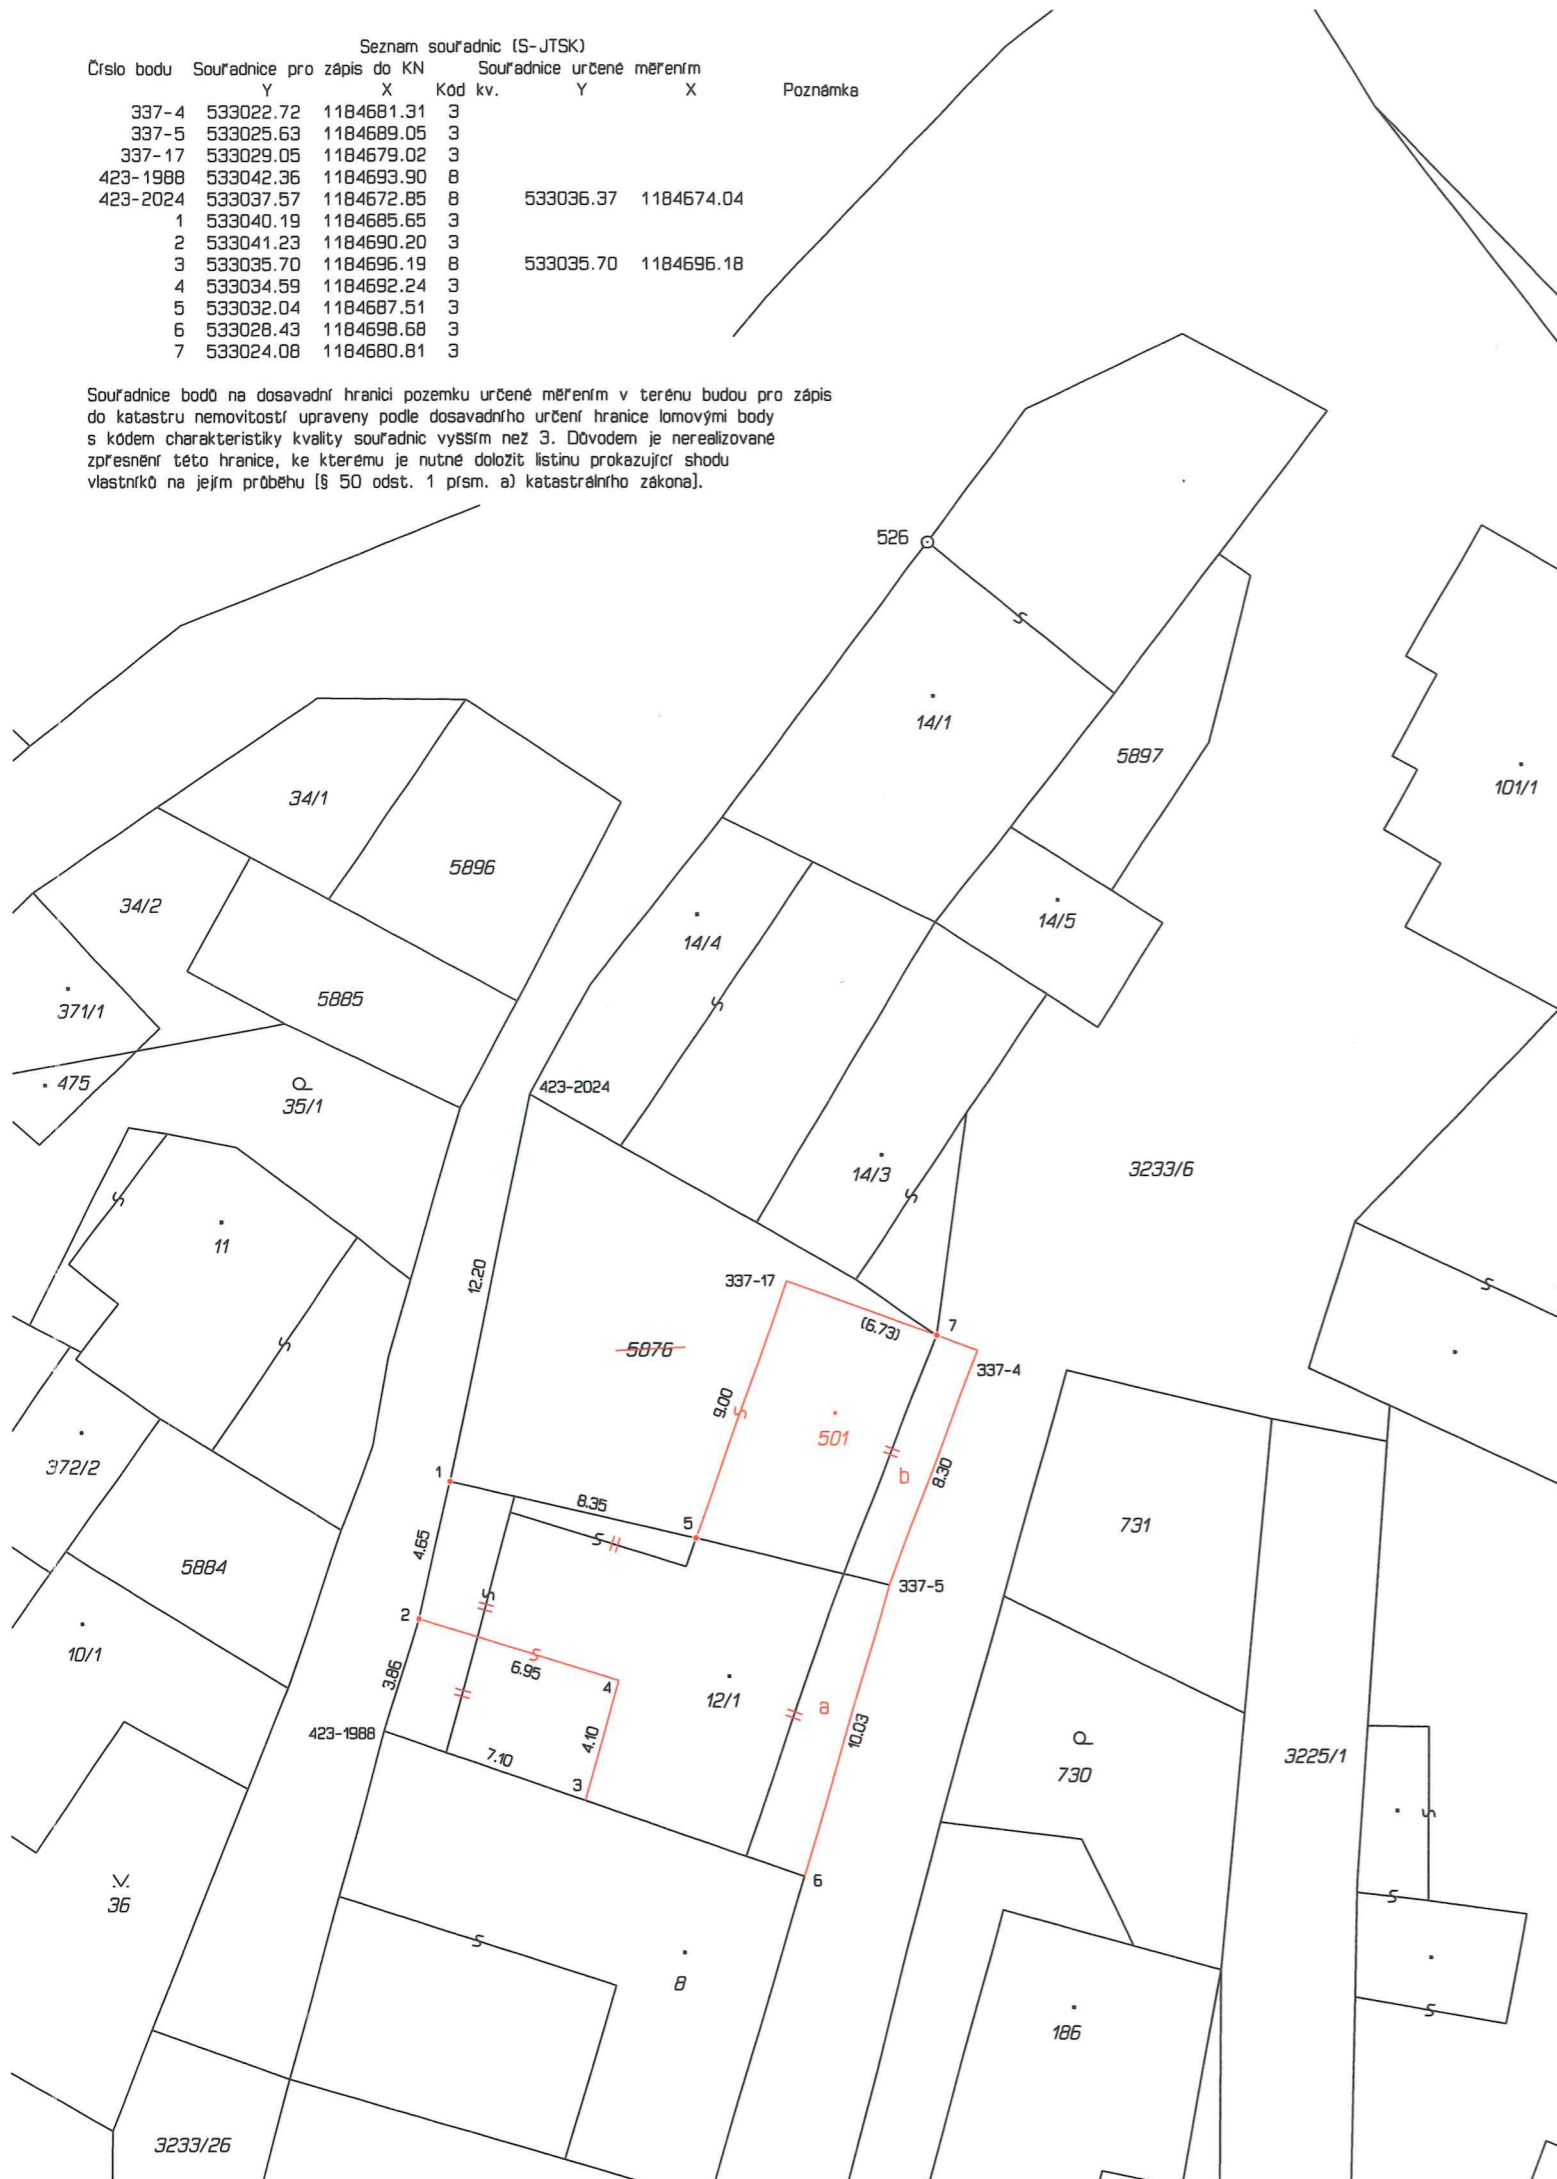 Seznam souřadnic (S-JTSK)
Číslo bodu Souřadnice pro zápis do KN Souřadnice určené měřením
Y X Kód kv. Y X Poznámka
337-4 533022.72 1184681.31 3
337-5 533025.63 1184689.05 3
337-17 533029.05 1184679.02 3
423-1988 533042.36 1184693.90 8
423-2024 533037.57 1184672.85 8 533036.37 1184674.04
1 533040.19 1184685.65 3
2 533041.23 1184690.20 3
3 533035.70 1184696.19 8 533035.70 1184696.18
4 533034.59 1184692.24 3
5 533032.04 1184687.51 3
6 533028.43 1184698.68 3
7 533024.08 1184680.81 3
Souřadnice bodů na dosavadní hranici pozemku určené měřením v terénu budou pro zápis
do katastru nemovitostí upraveny podle dosavadního určení hranice lomovými body
s kódem charakteristiky kvality souřadnic vyšším než 3. Důvodem je nerealizované
zpřesnění této hranice, ke kterému je nutné doložit listinu prokazující shodu
vlastníků na jejím průběhu [§ 50 odst. 1 písm. a) katastrálního zákona].
526
14/1
5897
101/1
34/1
5896
34/2
14/4
14/5
5885
371/1
475
35/1
423-2024
14/3
3233/6
11
12.20
337-17
7
(6.73)
5876
337-4
9.00
501
372/2
b
8.30
1
8.35
5
731
4.65
5884
337-5
2
10/1
6.95
4
12/1
3.86
a
423-1988
7.10
4.10
10.03
3
730
3225/1
6
36
8
186
3233/26